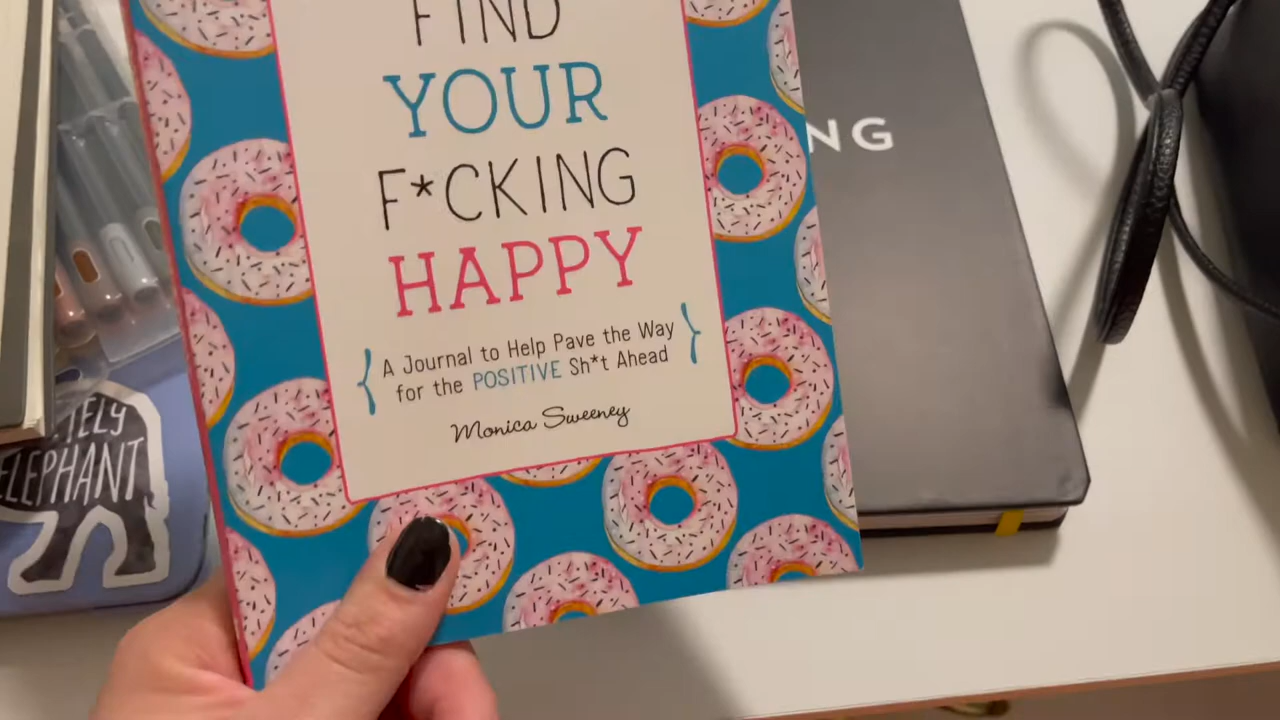 FIND
YOUR
F*CKING
HAPPY
A Journal to Help Pave the Way
for the POSITIVE Sh*t Ahead
Monica Sweeney
NG
ELEPHANT